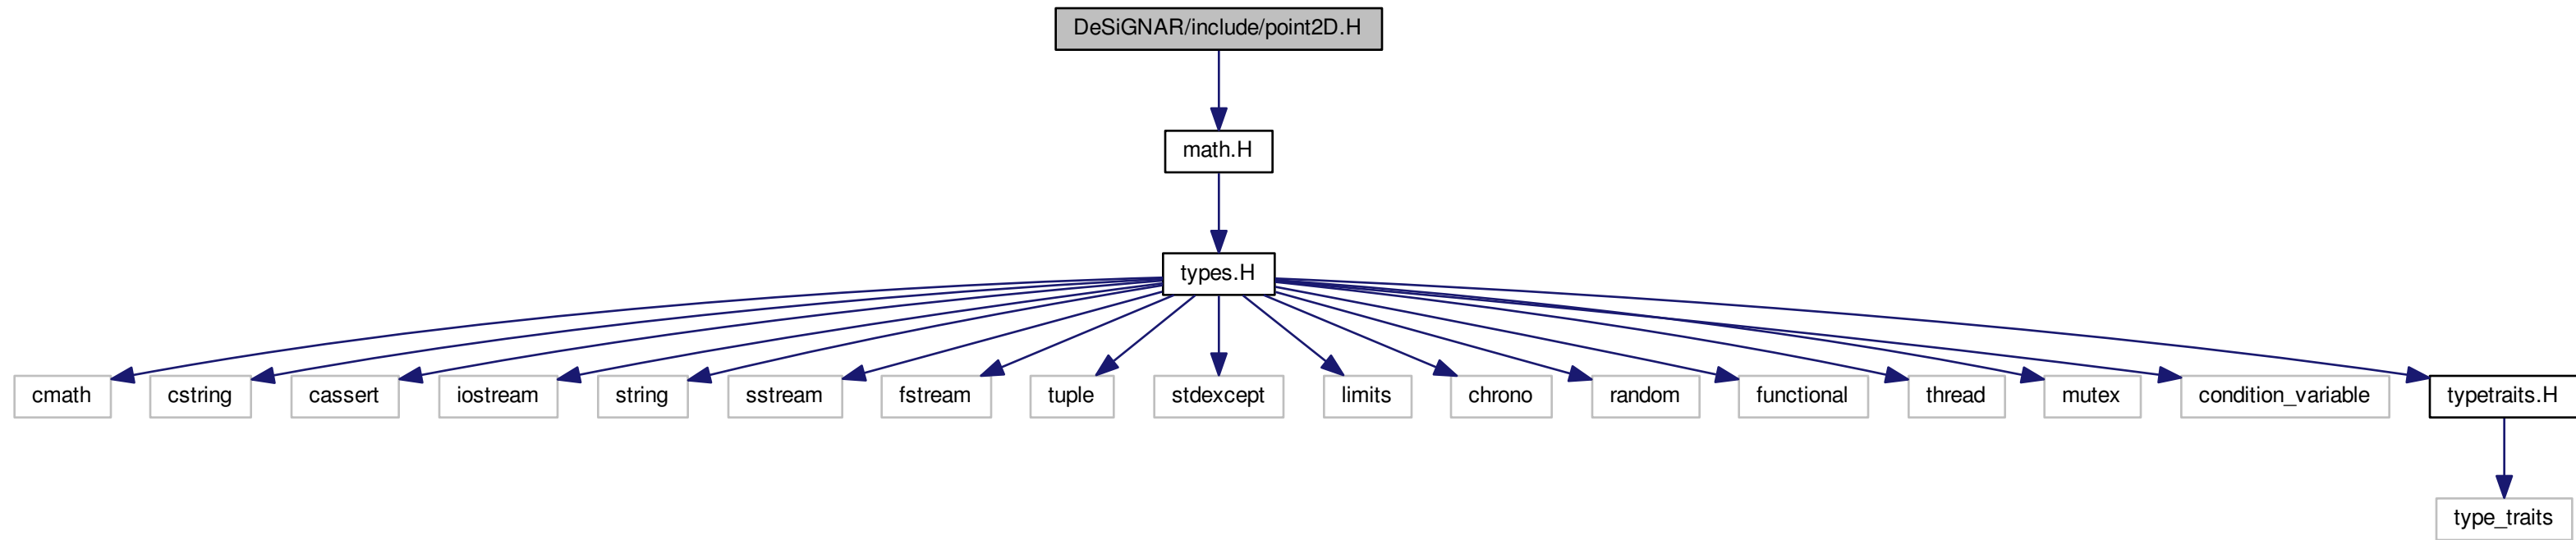 DeSiGNAR/include/point2D.H
math.H
types.H
cmath
cstring
cassert
iostream
string
sstream
fstream
tuple
stdexcept
limits
chrono
random
functional
thread
mutex
condition_variable
typetraits.H
type_traits